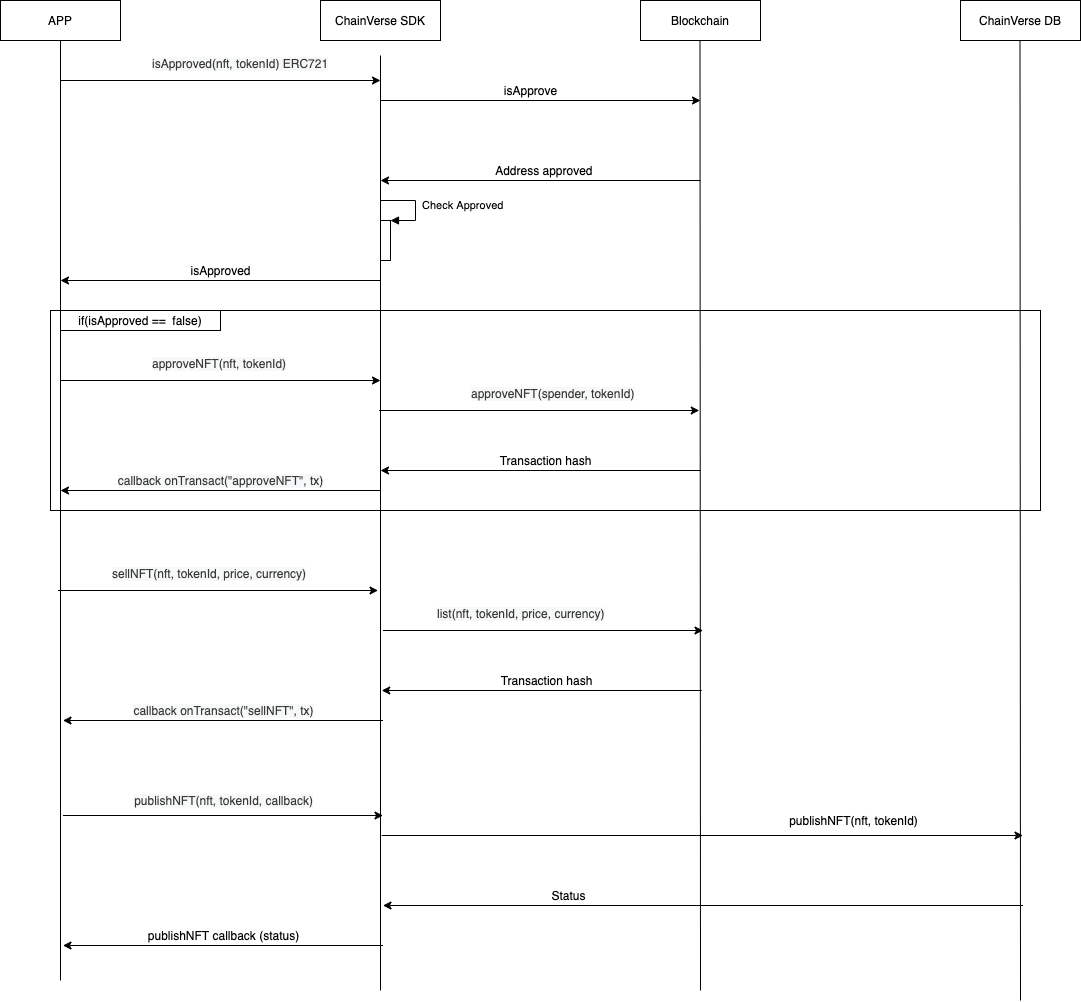 APP
ChainVerse SDK
Blockchain
ChainVerse DB
isApproved(nft, tokenId) ERC721
isApprove
Address approved
Check Approved
isApproved
if(isApproved == false)
approveNFT(nft, tokenId)
approveNFT(spender, tokenId)
Transaction hash
callback onTransact("approveNFT", tx)
sellNFT(nft, tokenId, price, currency)
list(nft, tokenId, price, currency)
Transaction hash
callback onTransact("sellNFT", tx)
publishNFT(nft, tokenId, callback)
publishNFT(nft, tokenId)
Status
publishNFT callback (status)